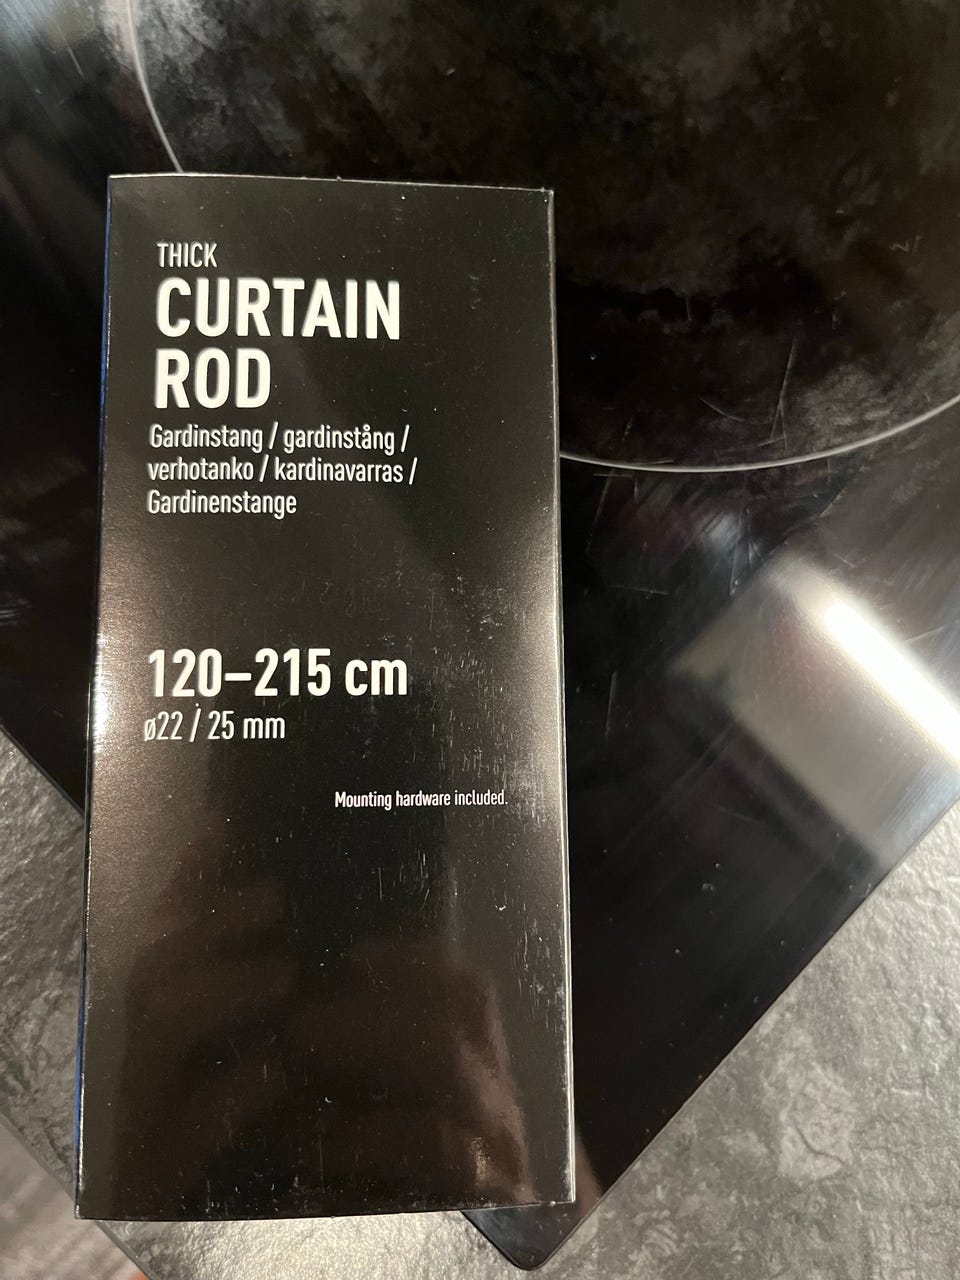 THICK
CURTAIN
ROD
Gardinstang / gardinstång /
verhotanko / kardinavarras /
Gardinenstange
120–215 cm
ø22 / 25 mm
Mounting hardware included.